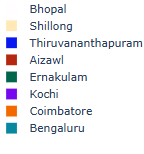 Bhopal
Shillong
Thiruvananthapuram
Aizawl
Ernakulam
Kochi
Coimbatore
Bengaluru